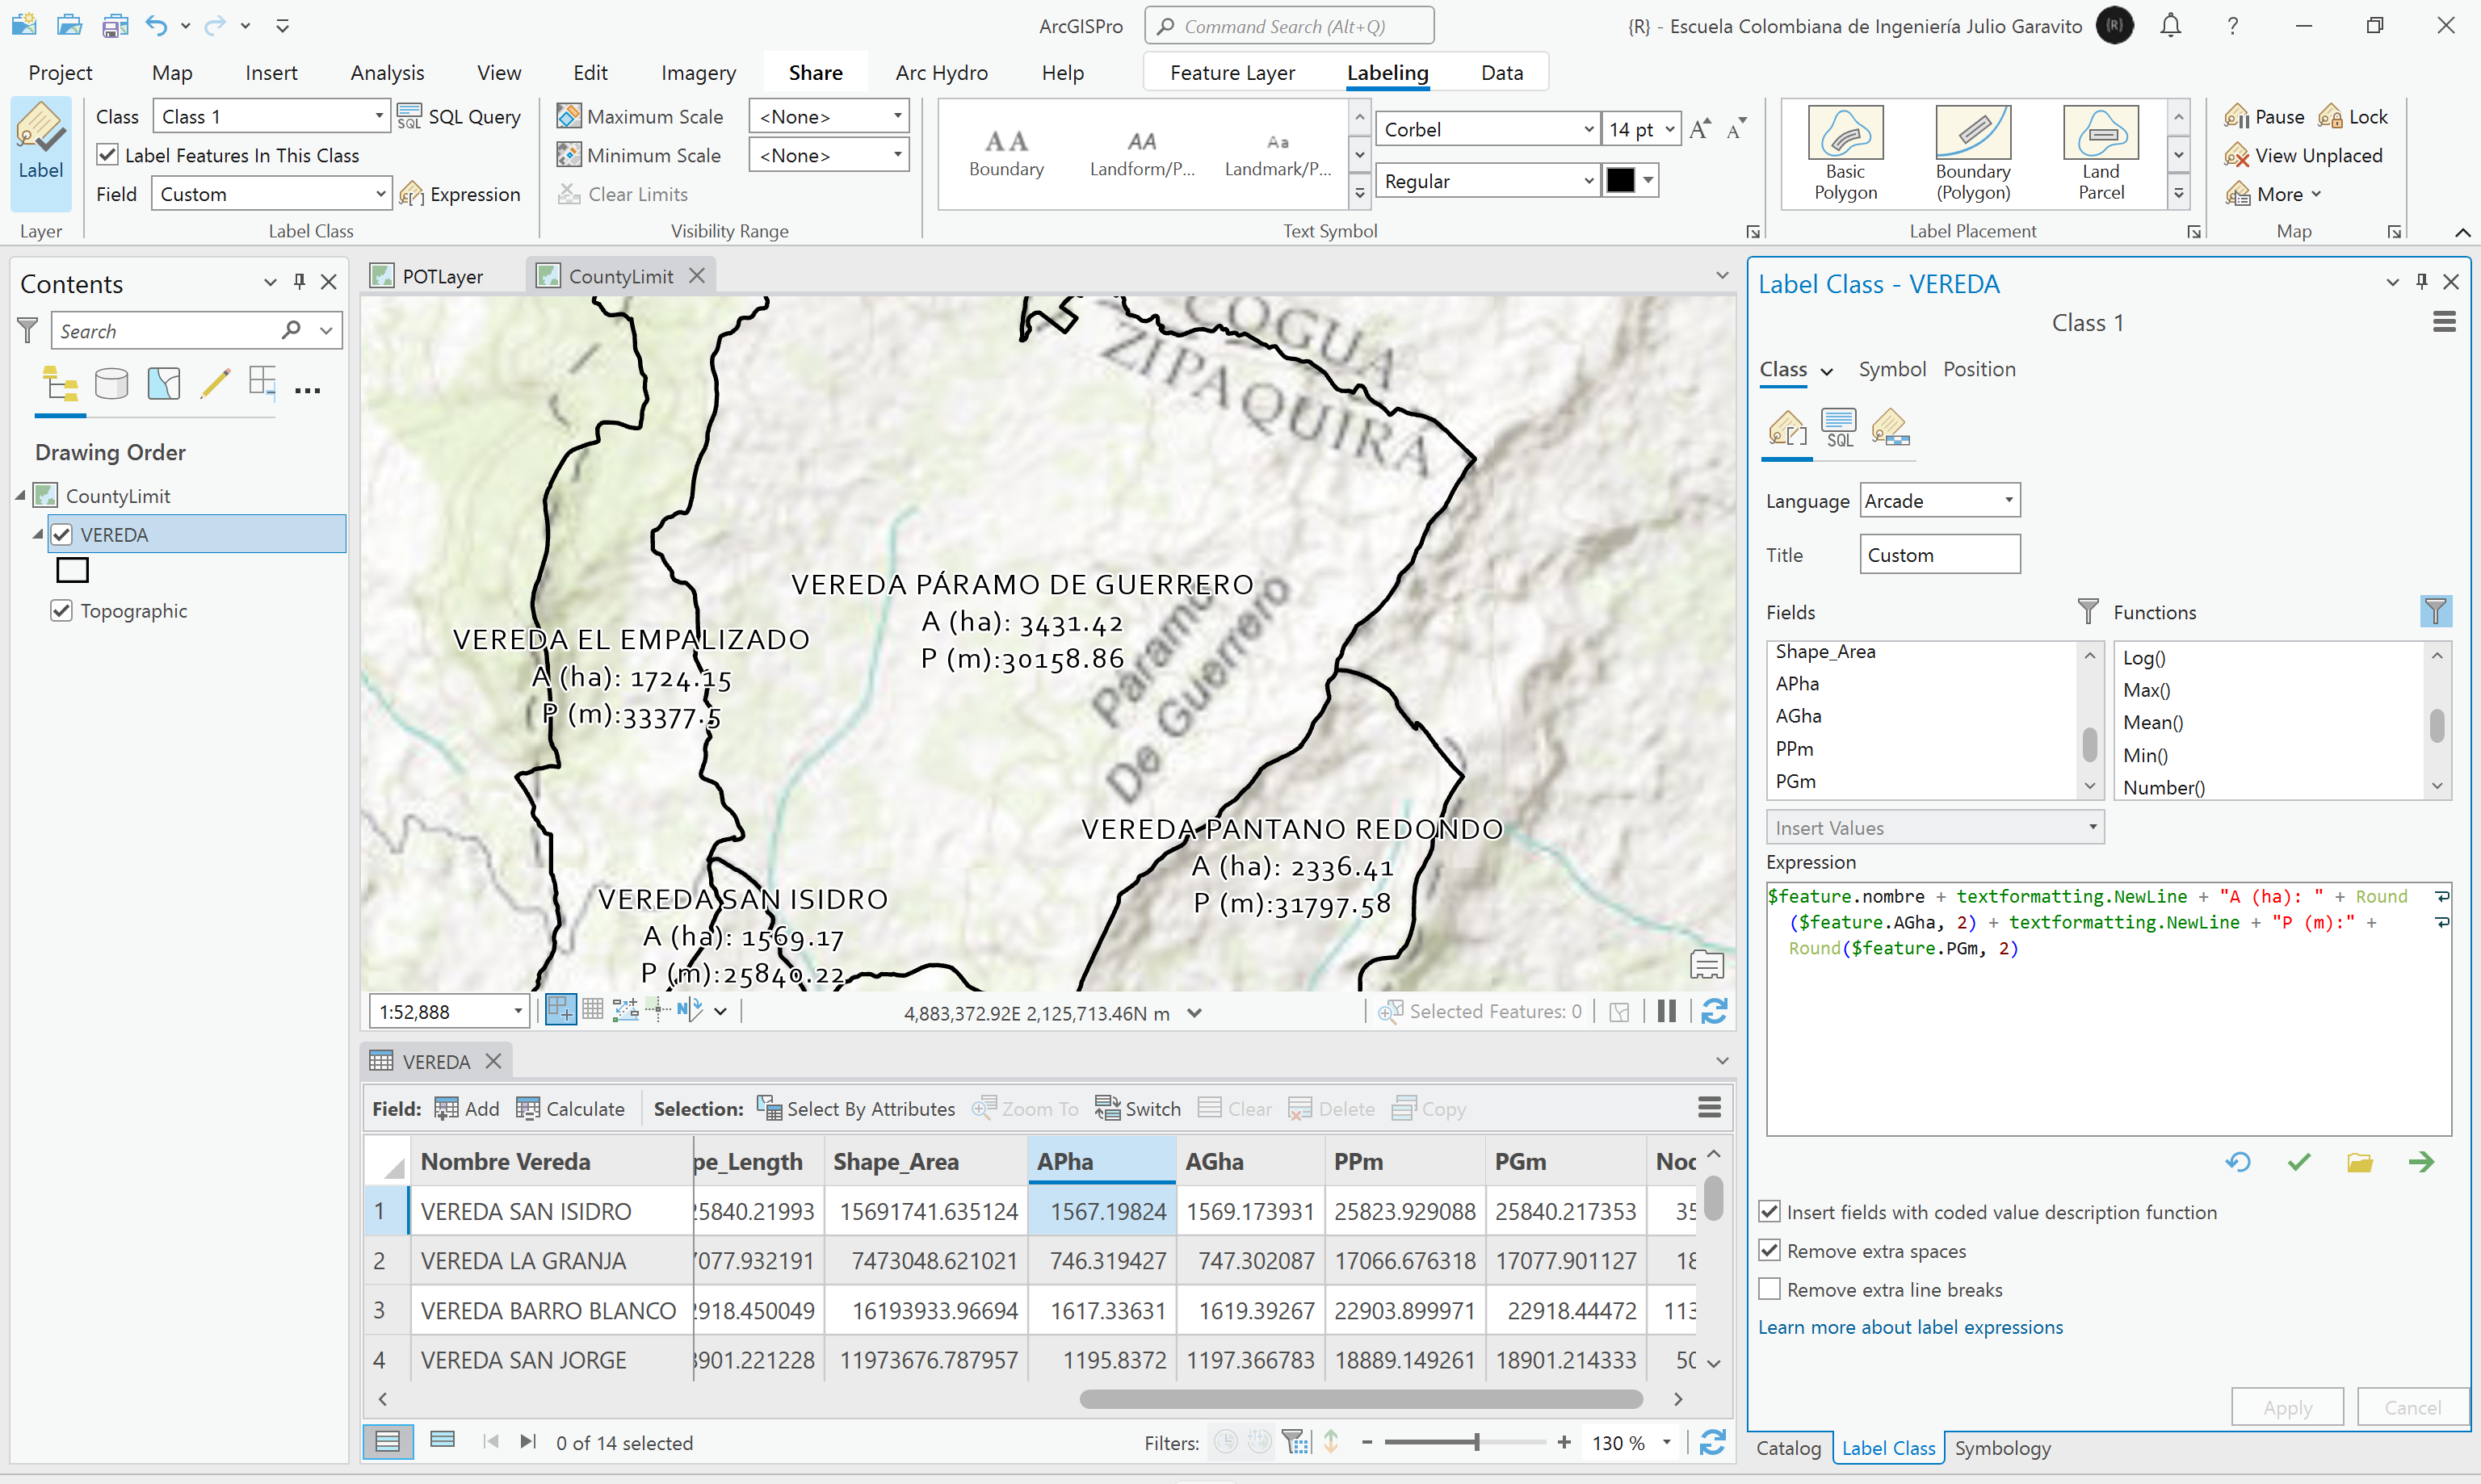 ArcGISPro
Command Search (Alt+Q)
{R} - Escuela Colombiana de Ingeniería Julio Garavito
{R}
?
Project Map Insert Analysis View Edit Imagery Share Arc Hydro Help Feature Layer Labeling Data
Label
Layer
Class Class 1 SQL SQL Query
Label Features In This Class
Field Custom Expression
Label Class
Maximum Scale <None>
Minimum Scale <None>
Clear Limits
Visibility Range
AA Boundary
AA Landform/P...
Aa Landmark/P...
Corbel 14 pt A A
Regular
Text Symbol
Basic Polygon
Boundary (Polygon)
Land Parcel
Label Placement
Pause Lock
View Unplaced
More
Map
Contents
Search
Drawing Order
CountyLimit
VEREDA
Topographic
POTLayer CountyLimit
COGUA
ZIPAQUIRA
VEREDA PÁRAMO DE GUERRERO
A (ha): 3431.42
P (m):30158.86
Páramo
De Guerrero
VEREDA EL EMPALIZADO
A (ha): 1724.15
P (m):33377.5
VEREDA PANTANO REDONDO
A (ha): 2336.41
P (m):31797.58
VEREDA SAN ISIDRO
A (ha): 1569.17
P (m):25840.22
1:52,888 N 4,883,372.92E 2,125,713.46N m Selected Features: 0
VEREDA
Field: Add Calculate Selection: Select By Attributes Zoom To Switch Clear Delete Copy
Nombre Vereda pe_Length Shape_Area APha AGha PPm PGm Noc
1 VEREDA SAN ISIDRO 25840.21993 15691741.635124 1567.19824 1569.173931 25823.929088 25840.217353 35
2 VEREDA LA GRANJA 7077.932191 7473048.621021 746.319427 747.302087 17066.676318 17077.901127 18
3 VEREDA BARRO BLANCO 2918.450049 16193933.96694 1617.33631 1619.39267 22903.899971 22918.44472 113
4 VEREDA SAN JORGE 8901.221228 11973676.787957 1195.8372 1197.366783 18889.149261 18901.214333 50
0 of 14 selected Filters: - + 130 %
Label Class - VEREDA
Class 1
Class Symbol Position
SQL
Language Arcade
Title Custom
Fields Functions
Shape_Area
APha
AGha
PPm
PGm
Log()
Max()
Mean()
Min()
Number()
Insert Values
Expression
$feature.nombre + textformatting.NewLine + "A (ha): " + Round
($feature.AGha, 2) + textformatting.NewLine + "P (m):" +
Round($feature.PGm, 2)
Insert fields with coded value description function
Remove extra spaces
Remove extra line breaks
Learn more about label expressions
Apply Cancel
Catalog Label Class Symbology